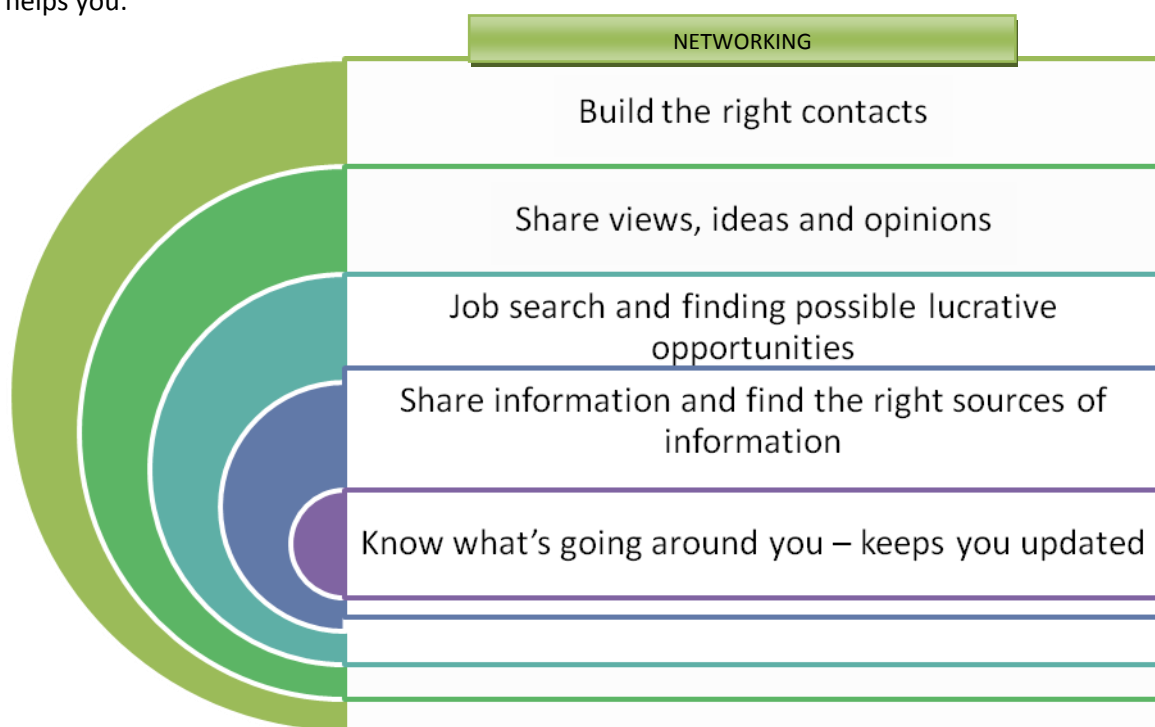 helps you:
NETWORKING
Build the right contacts
Share views, ideas and opinions
Job search and finding possible lucrative
opportunities
Share information and find the right sources of
information
Know what’s going around you – keeps you updated